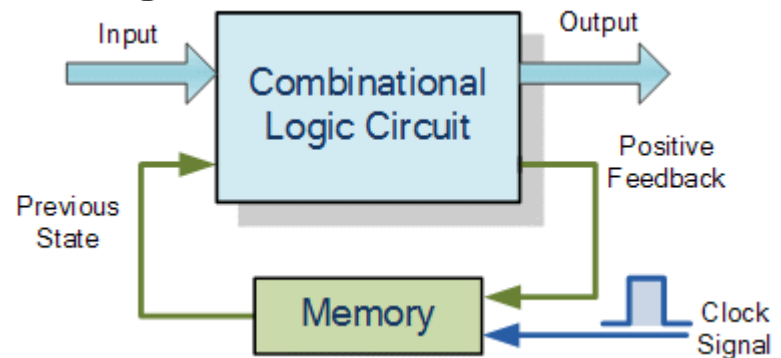 Input
Output
Combinational
Logic Circuit
Positive
Feedback
Previous
State
Memory
Clock
Signal